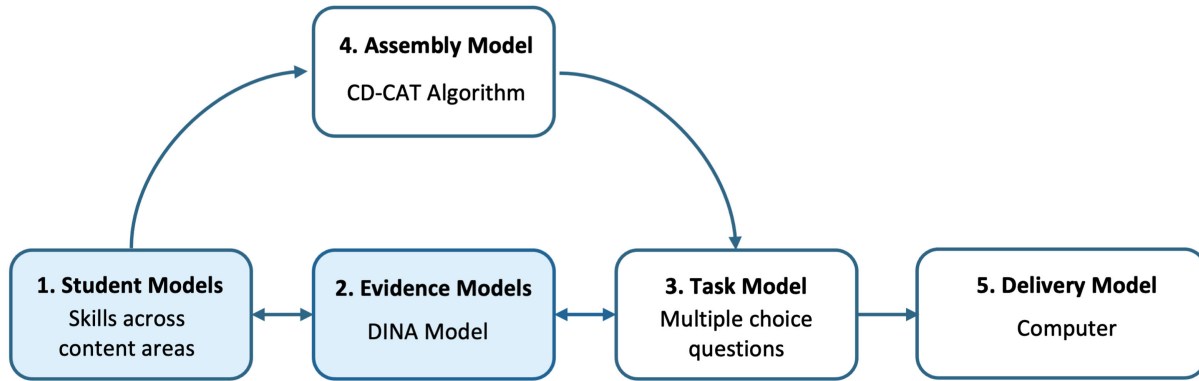 4. Assembly Model
CD-CAT Algorithm
1. Student Models
Skills across
content areas
2. Evidence Models
DINA Model
3. Task Model
Multiple choice
questions
5. Delivery Model
Computer